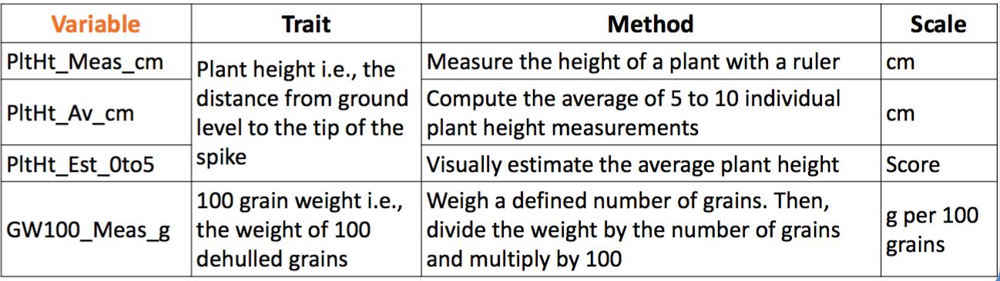 Variable Trait Method Scale
PltHt_Meas_cm
Plant height i.e., the
distance from ground
level to the tip of the
spike
Measure the height of a plant with a ruler
cm
PltHt_Av_cm
Compute the average of 5 to 10 individual
plant height measurements
cm
PltHt_Est_0to5
Visually estimate the average plant height
Score
GW100_Meas_g
100 grain weight i.e.,
the weight of 100
dehulled grains
Weigh a defined number of grains. Then,
divide the weight by the number of grains
and multiply by 100
g per 100
grains